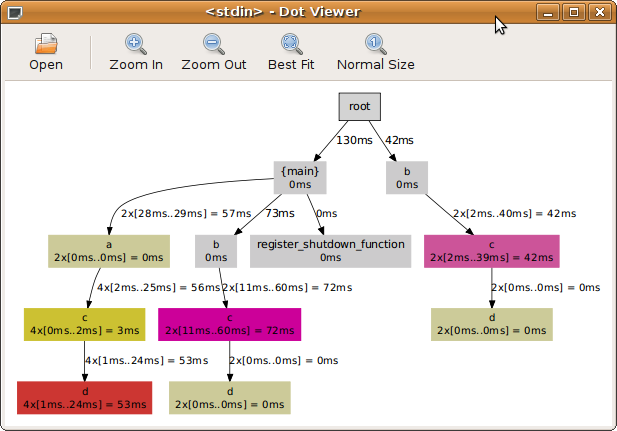 <stdin> - Dot Viewer
Open
Zoom In
Zoom Out
Best Fit
Normal Size
root
130ms
42ms
{main}
0ms
b
0ms
2x[28ms..29ms] = 57ms
73ms
0ms
2x[2ms..40ms] = 42ms
a
2x[0ms..0ms] = 0ms
b
0ms
register_shutdown_function
0ms
c
2x[2ms..39ms] = 42ms
4x[2ms..25ms] = 56ms
2x[11ms..60ms] = 72ms
2x[0ms..0ms] = 0ms
c
4x[0ms..2ms] = 3ms
c
2x[11ms..60ms] = 72ms
d
2x[0ms..0ms] = 0ms
4x[1ms..24ms] = 53ms
2x[0ms..0ms] = 0ms
d
4x[1ms..24ms] = 53ms
d
2x[0ms..0ms] = 0ms